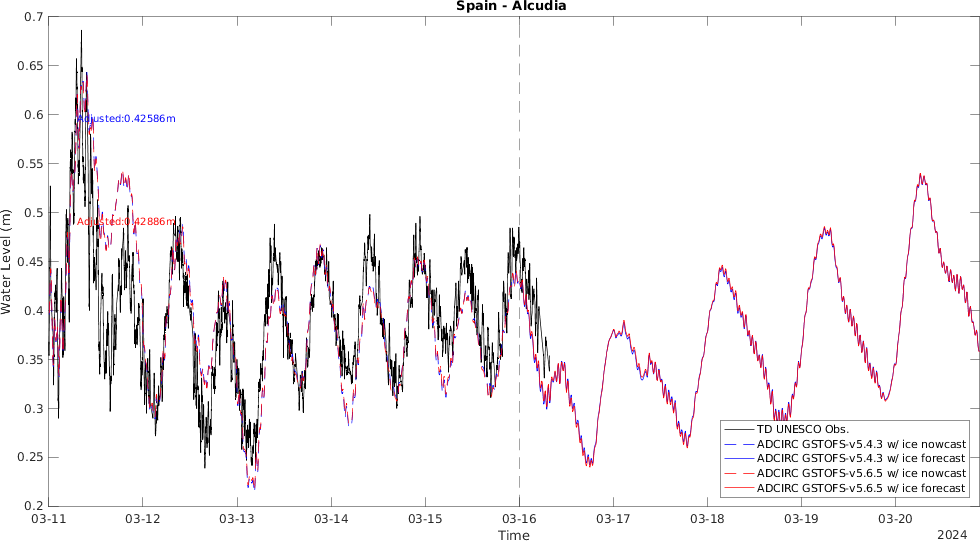 Spain - Alcudia
0.7
0.65
0.6
0.55
0.5
0.45
0.4
0.35
0.3
0.25
0.2
Water Level (m)
Adjusted:0.42586m
Adjusted:0.42886m
TD UNESCO Obs.
ADCIRC GSTOFS-v5.4.3 w/ ice nowcast
ADCIRC GSTOFS-v5.4.3 w/ ice forecast
ADCIRC GSTOFS-v5.6.5 w/ ice nowcast
ADCIRC GSTOFS-v5.6.5 w/ ice forecast
03-11 03-12 03-13 03-14 03-15 03-16 03-17 03-18 03-19 03-20
Time
2024